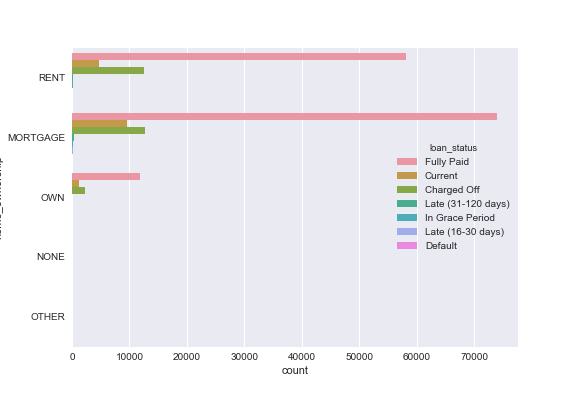 RENT
MORTGAGE
OWN
NONE
OTHER
loan_status
Fully Paid
Current
Charged Off
Late (31-120 days)
In Grace Period
Late (16-30 days)
Default
0 10000 20000 30000 40000 50000 60000 70000
count